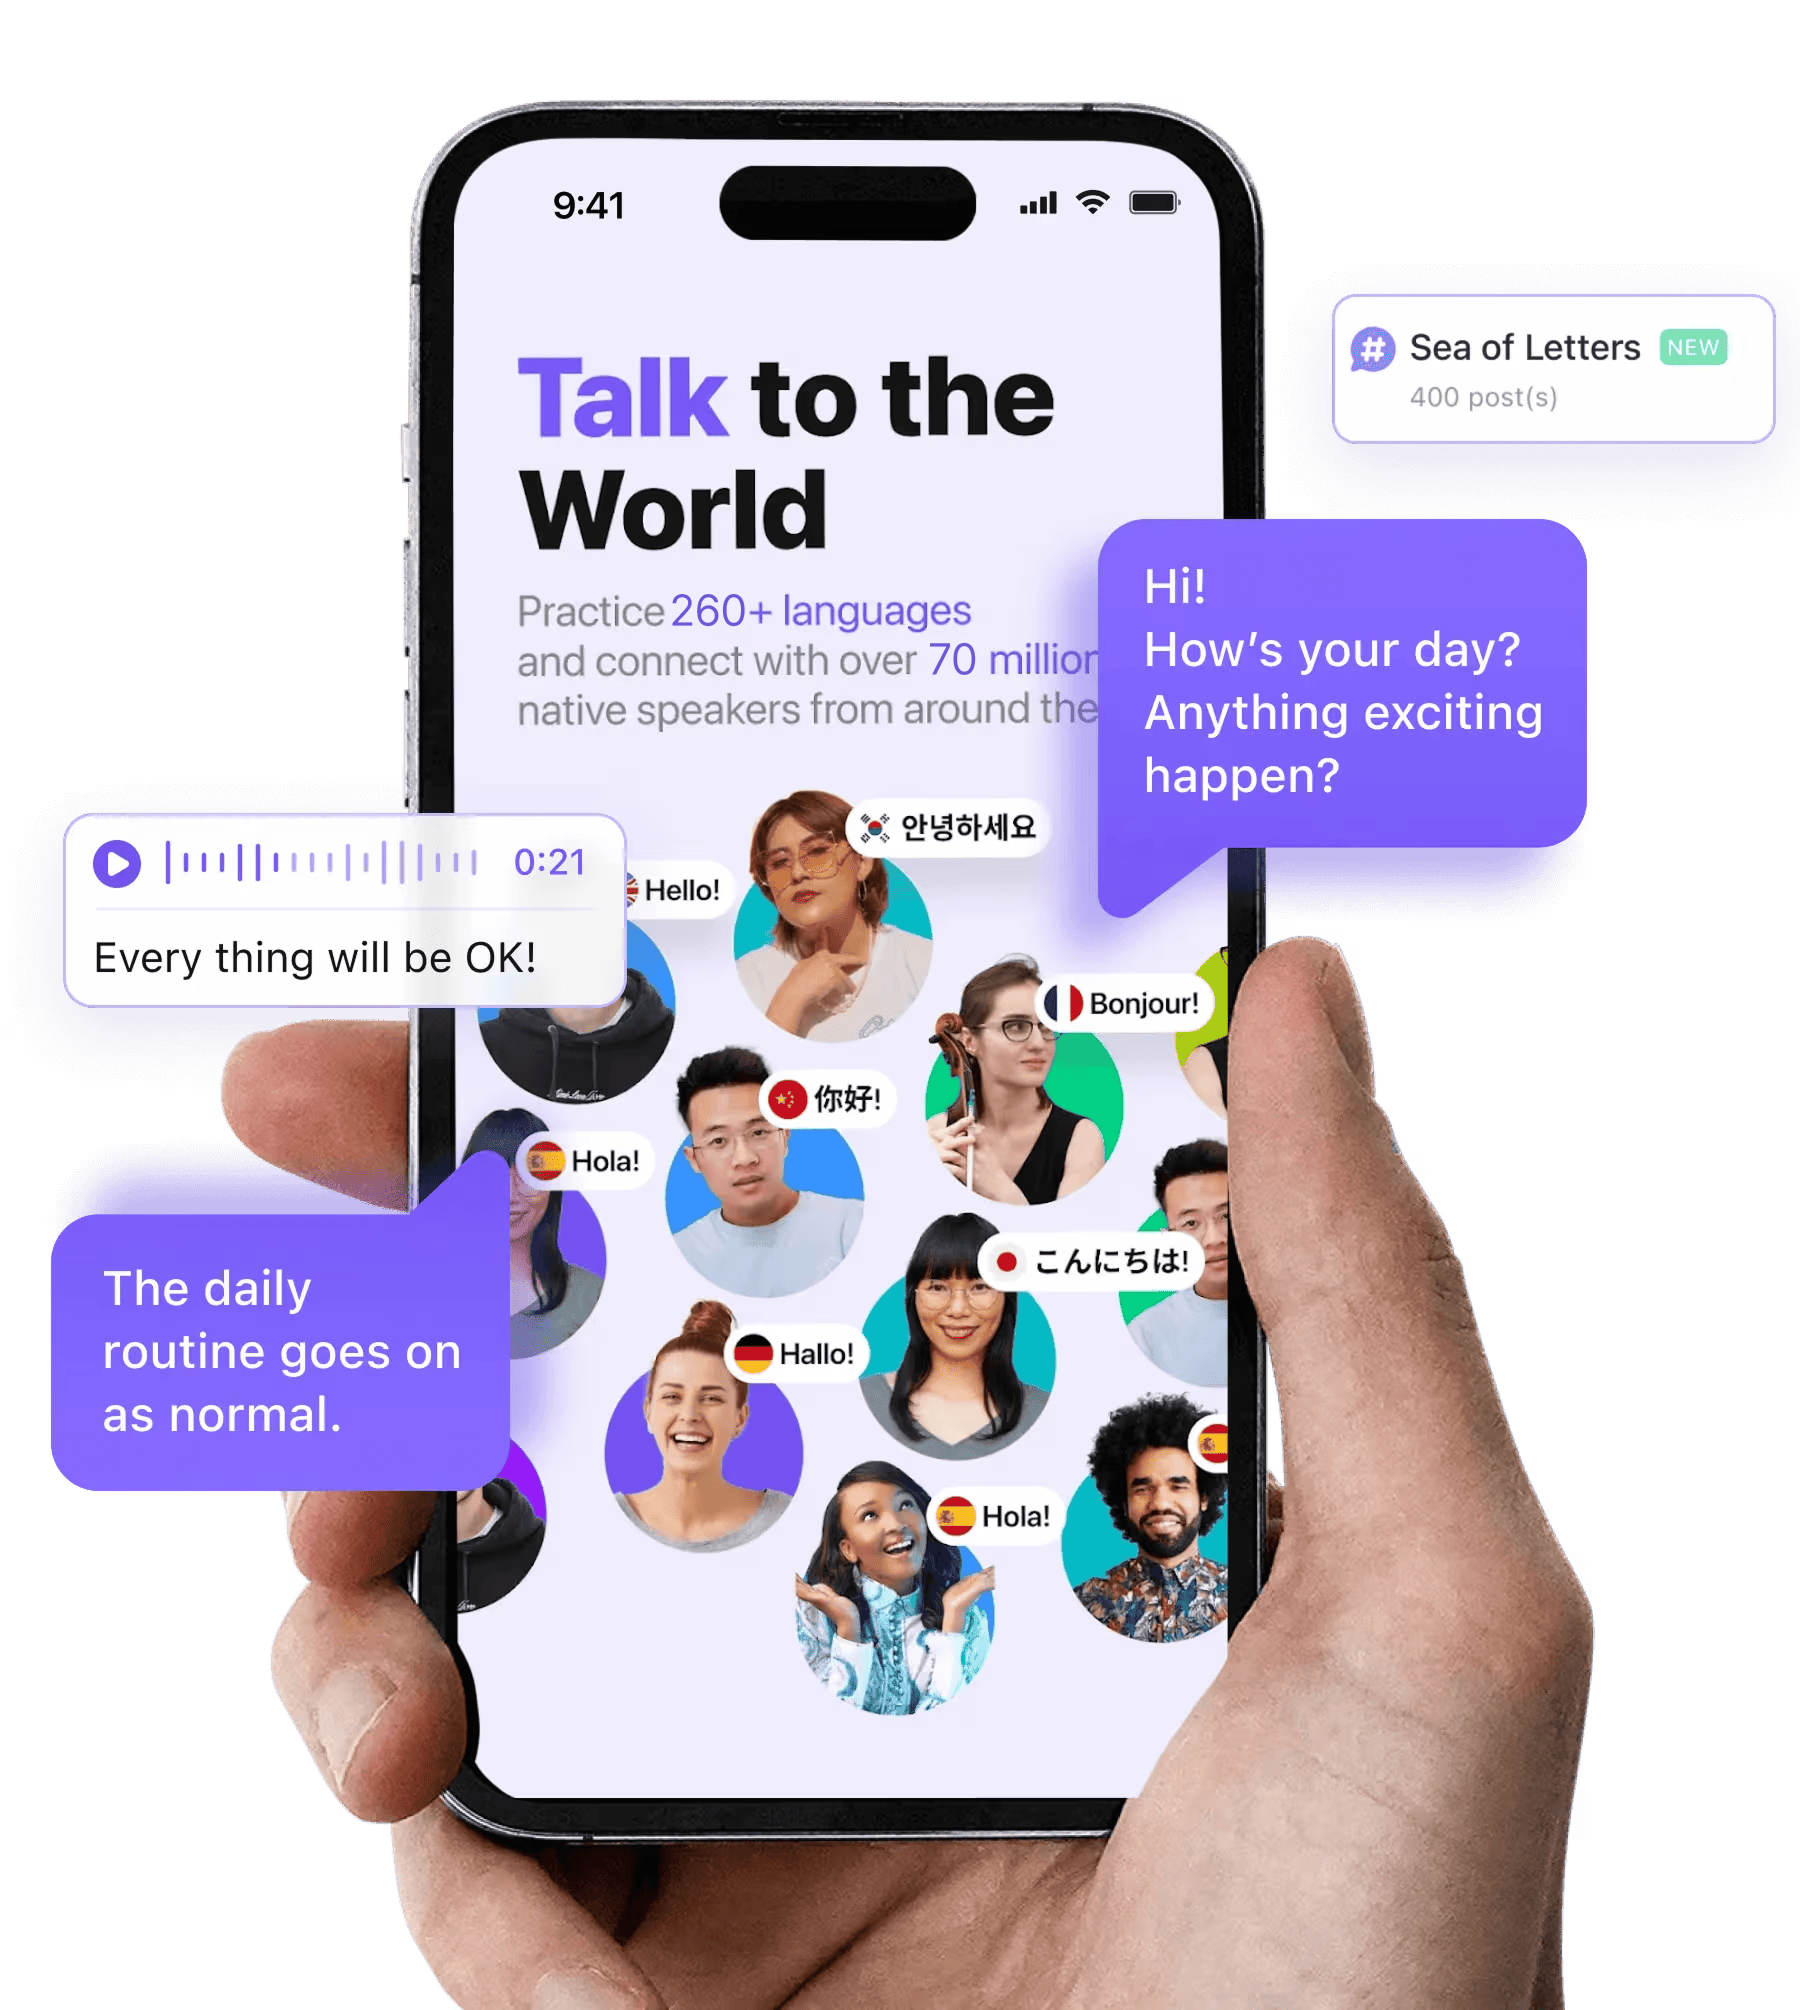 9:41
Talk to the
World
Practice 260+ languages
and connect with over 70 million
native speakers from around the
Sea of Letters NEW
400 post(s)
Hi!
How's your day?
Anything exciting
happen?
0:21
Every thing will be OK!
안녕하세요
Hello!
Bonjour!
你好!
Hola!
こんにちは!
The daily
routine goes on
as normal.
Hallo!
Hola!